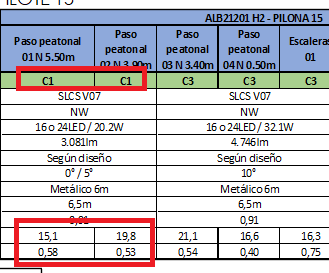 ALB21201 H2 - PILONA 15
Paso peatonal 01 N 5.50m
Paso peatonal 02 N 3.90m
Paso peatonal 03 N 3.40m
Paso peatonal 04 N 0.50m
Escaleras 01
C1 C1 C3 C3 C3
SLCS V07 SLCS V07
NW NW
16 o 24LED / 20.2W 16 o 24LED / 32.1W
3.081lm 4.746lm
Según diseño Según diseño
0° / 5° 10°
Metálico 6m Metálico 6m
6,5m 6,5m
0,91
15,1 19,8 21,1 16,6 16,3
0,58 0,53 0,54 0,40 0,75